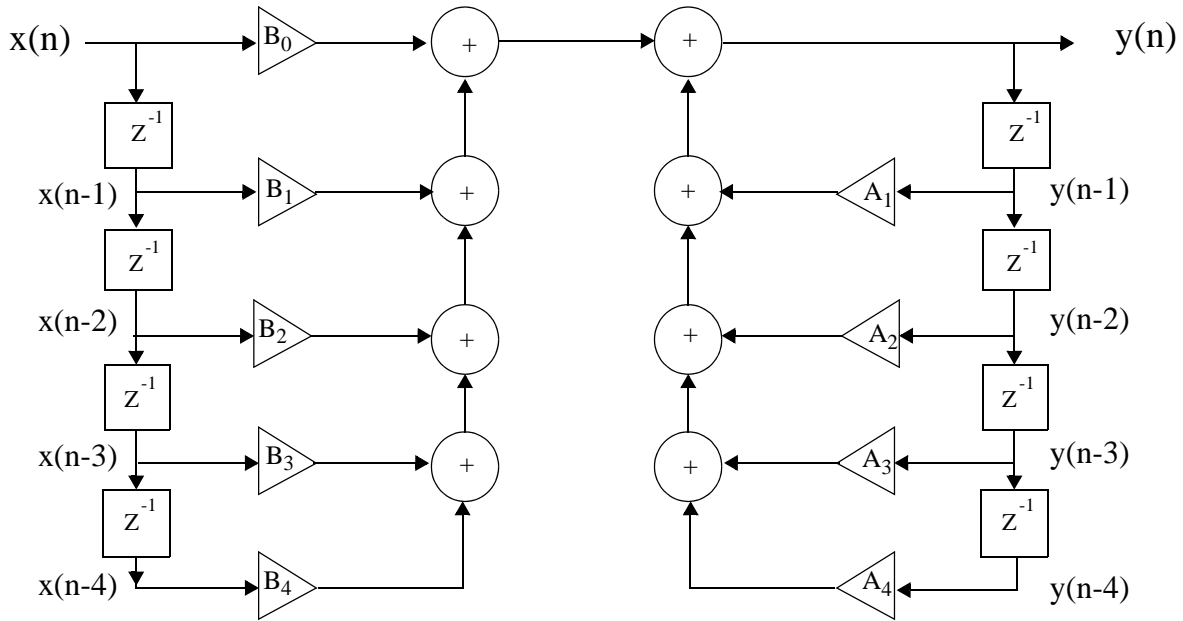 x(n) B₀ + + y(n)
Z⁻¹ Z⁻¹
x(n-1) B₁ + + A₁ y(n-1)
Z⁻¹ Z⁻¹
x(n-2) B₂ + + A₂ y(n-2)
Z⁻¹ Z⁻¹
x(n-3) B₃ + + A₃ y(n-3)
Z⁻¹ Z⁻¹
x(n-4) B₄ A₄ y(n-4)